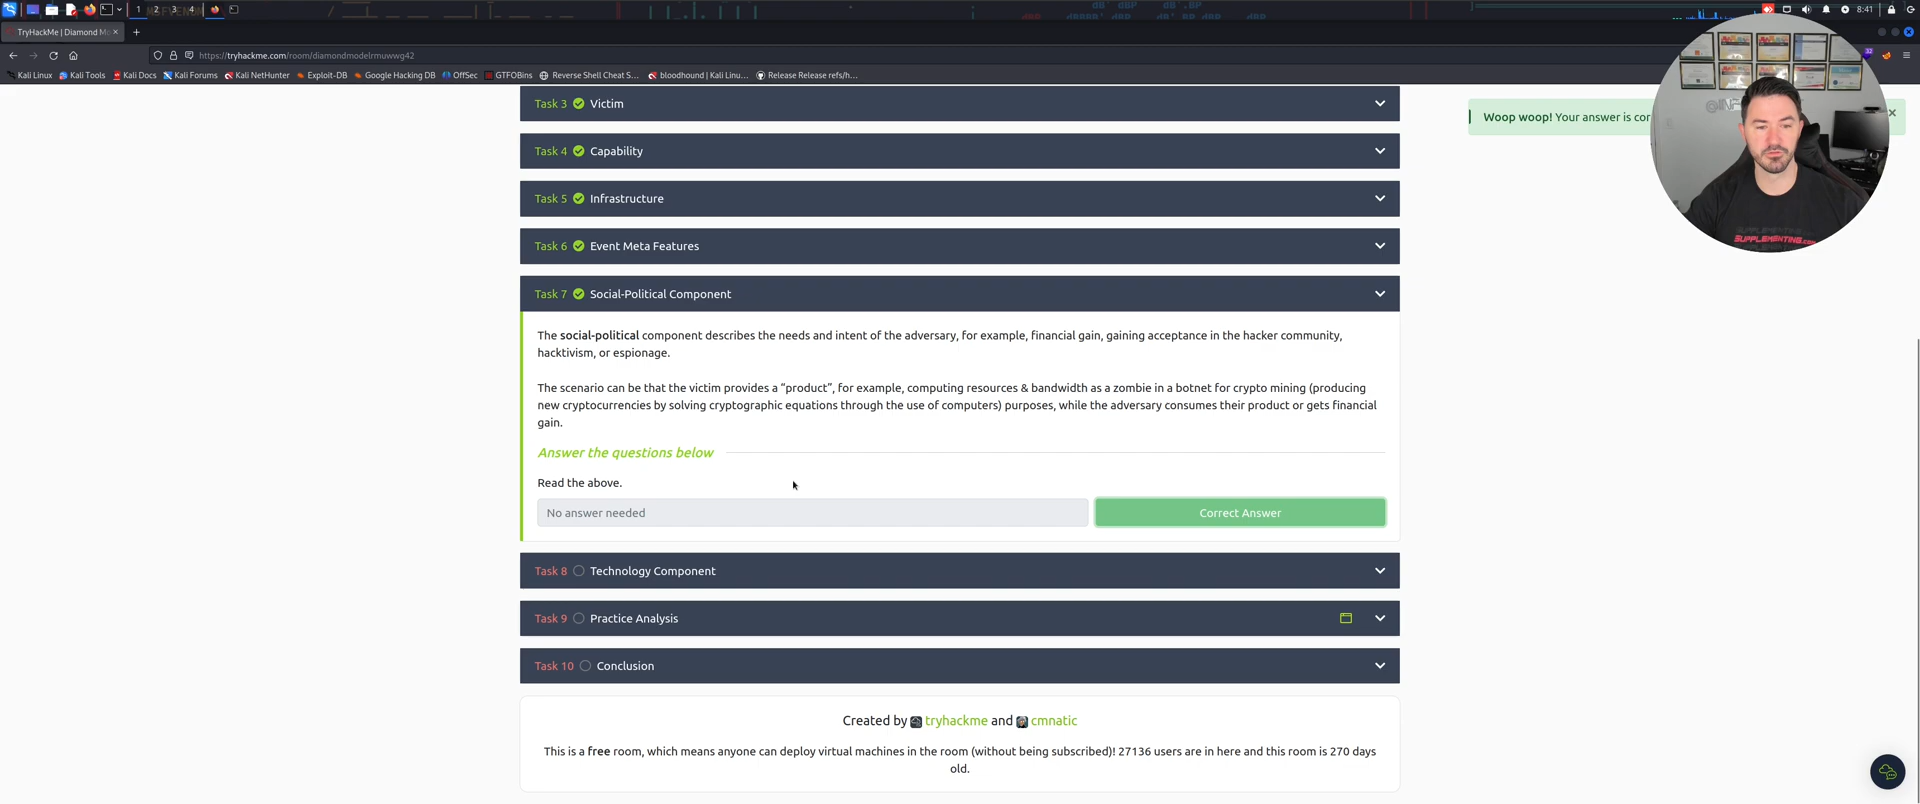 1 2 3 4 8:41
TryHackMe | Diamond Mo
https://tryhackme.com/room/diamondmodelrmuwwg42
Kali Linux Kali Tools Kali Docs Kali Forums Kali NetHunter Exploit-DB Google Hacking DB OffSec GTFOBins Reverse Shell Cheat S... bloodhound | Kali Linu... Release Release refs/h...
Task 3 Victim
Woop woop! Your answer is cor
Task 4 Capability
Task 5 Infrastructure
SUPPLEMENTING.com
Task 6 Event Meta Features
Task 7 Social-Political Component
The social-political component describes the needs and intent of the adversary, for example, financial gain, gaining acceptance in the hacker community,
hacktivism, or espionage.
The scenario can be that the victim provides a “product”, for example, computing resources & bandwidth as a zombie in a botnet for crypto mining (producing
new cryptocurrencies by solving cryptographic equations through the use of computers) purposes, while the adversary consumes their product or gets financial
gain.
Answer the questions below
Read the above.
No answer needed Correct Answer
Task 8 Technology Component
Task 9 Practice Analysis
Task 10 Conclusion
Created by tryhackme and cmnatic
This is a free room, which means anyone can deploy virtual machines in the room (without being subscribed)! 27136 users are in here and this room is 270 days
old.